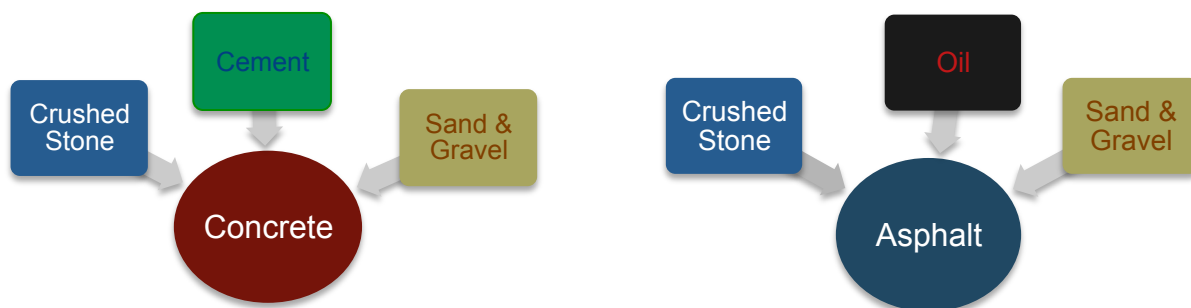 Cement
Crushed
Stone
Sand &
Gravel
Concrete
Oil
Crushed
Stone
Sand &
Gravel
Asphalt